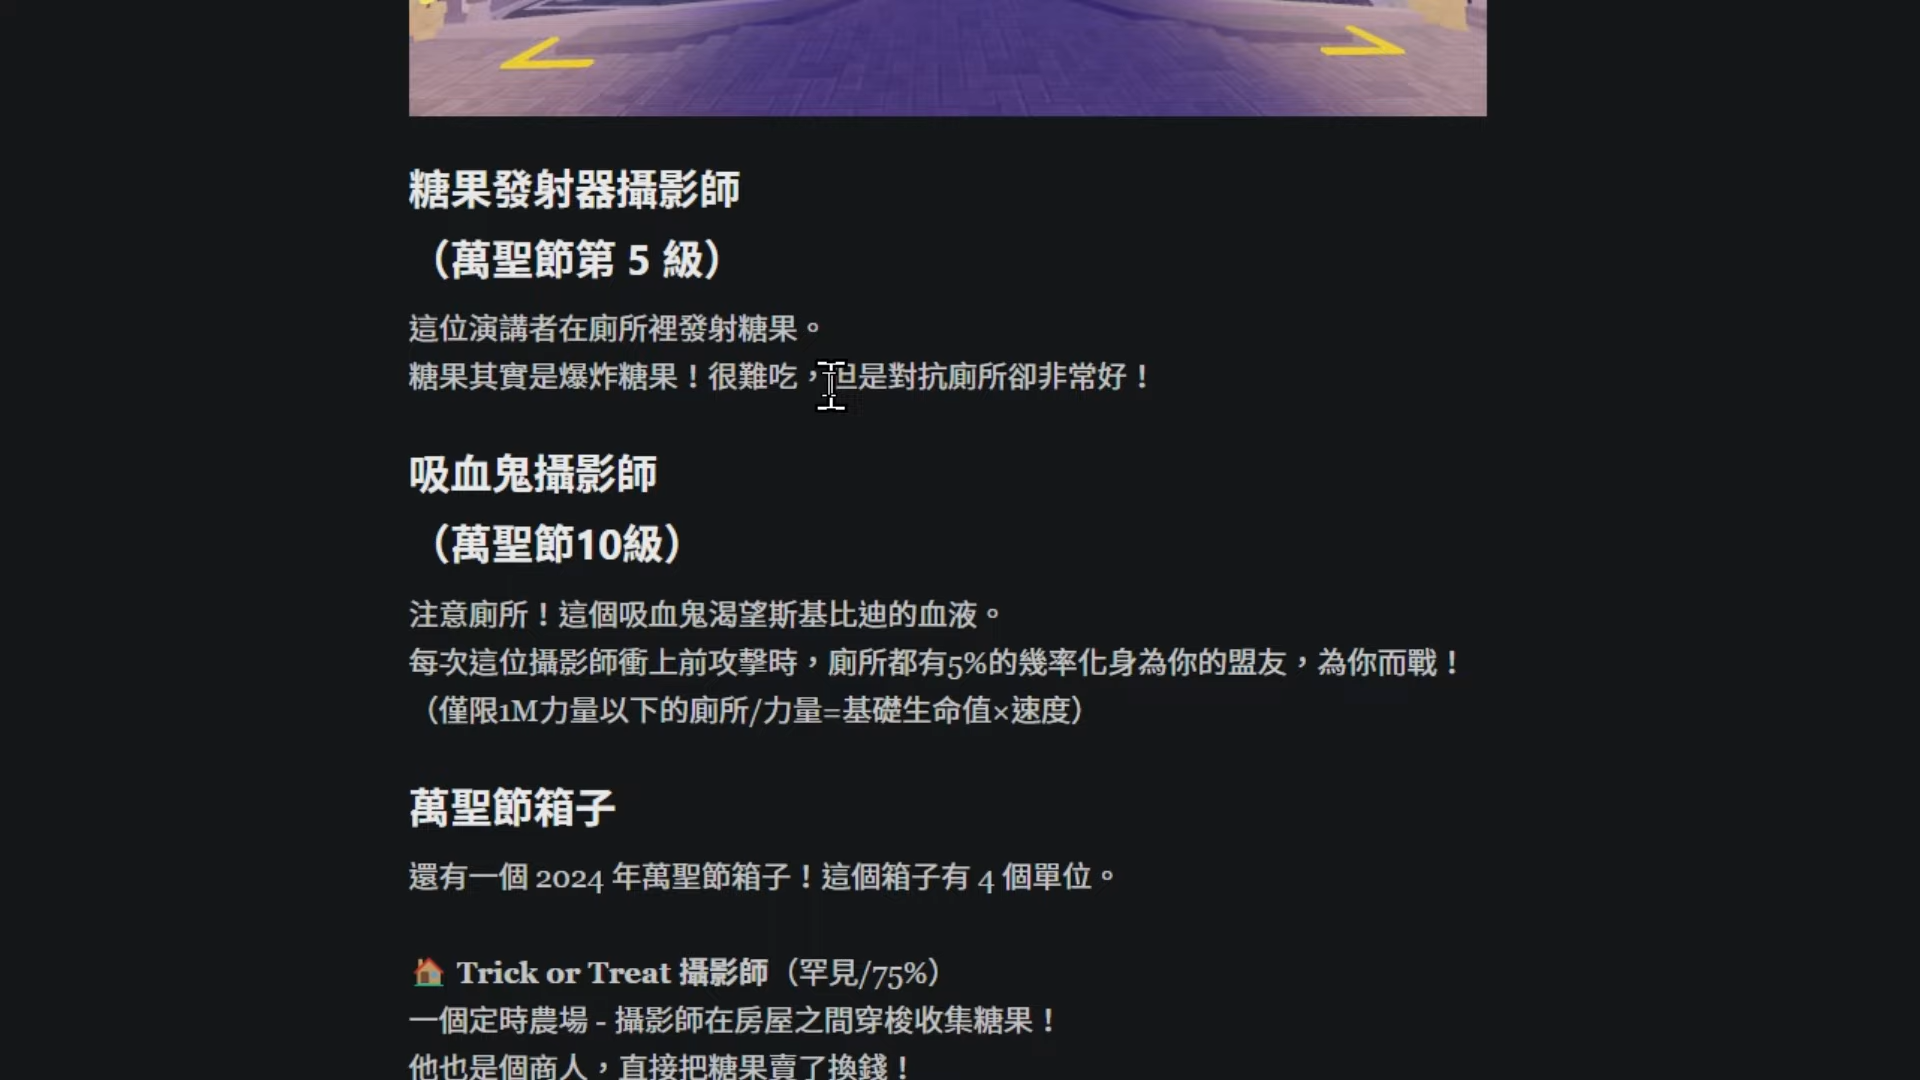 糖果發射器攝影師
（萬聖節第 5 級）
這位演講者在廁所裡發射糖果。
糖果其實是爆炸糖果！很難吃，但是對抗廁所卻非常好！
吸血鬼攝影師
（萬聖節10級）
注意廁所！這個吸血鬼渴望斯基比迪的血液。
每次這位攝影師衝上前攻擊時，廁所都有5%的幾率化身為你的盟友，為你而戰！
（僅限1M力量以下的廁所/力量=基礎生命值×速度）
萬聖節箱子
還有一個 2024 年萬聖節箱子！這個箱子有 4 個單位。
🏠 Trick or Treat 攝影師（罕見/75%）
一個定時農場 - 攝影師在房屋之間穿梭收集糖果！
他也是個商人，直接把糖果賣了換錢！